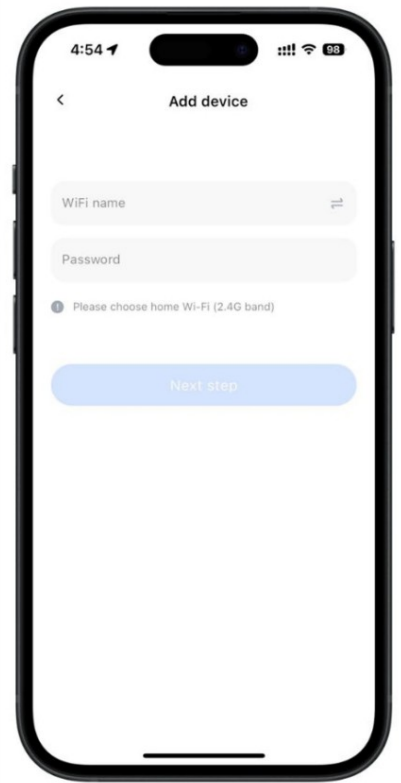 4:54
98
Add device
WiFi name
Password
Please choose home Wi-Fi (2.4G band)
Next step